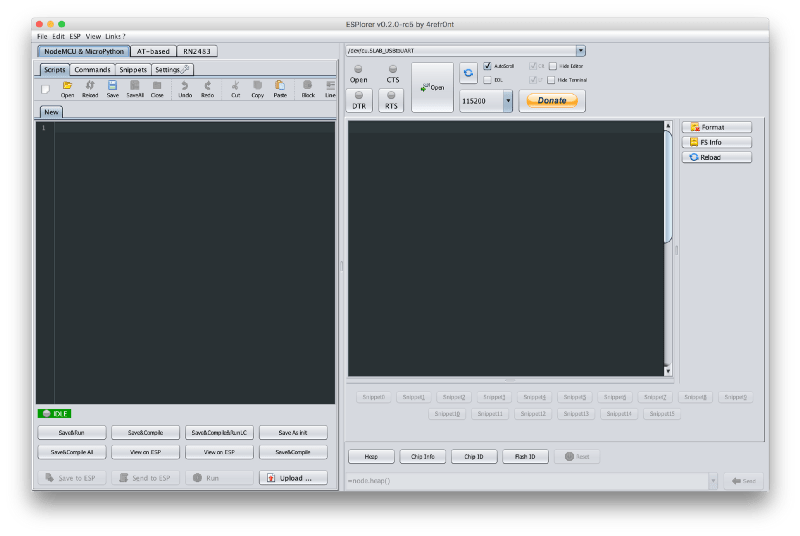 ESPlorer v0.2.0-rc5 by 4refr0nt
File Edit ESP View Links ?
NodeMCU & MicroPython AT-based RN2483
Scripts Commands Snippets Settings
Open Reload Save SaveAll Close Undo Redo Cut Copy Paste Block Line
New
1
IDLE
Save&Run Save&Compile Save&Compile&RunLC Save As init
Save&Compile All View on ESP View on ESP Save&Compile
Save to ESP Send to ESP Run Upload ...
/dev/cu.SLAB_USBtoUART
Open CTS Open AutoScroll CR Hide Editor
EOL LF Hide Terminal
DTR RTS 115200 Donate
Format
FS Info
Reload
Snippet0 Snippet1 Snippet2 Snippet3 Snippet4 Snippet5 Snippet6 Snippet7 Snippet8 Snippet9
Snippet10 Snippet11 Snippet12 Snippet13 Snippet14 Snippet15
Heap Chip Info Chip ID Flash ID Reset
=node.heap() Send